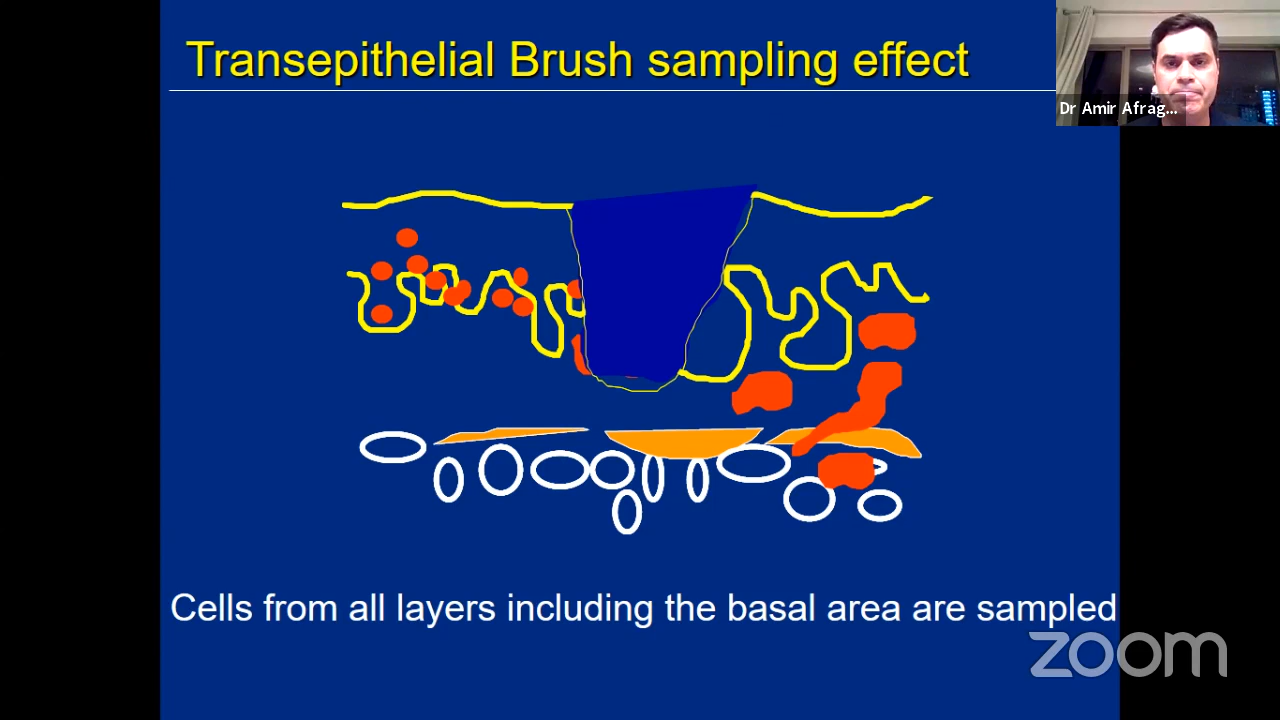 Transepithelial Brush sampling effect
Dr Amir Afrag...
Cells from all layers including the basal area are sampled
zoom